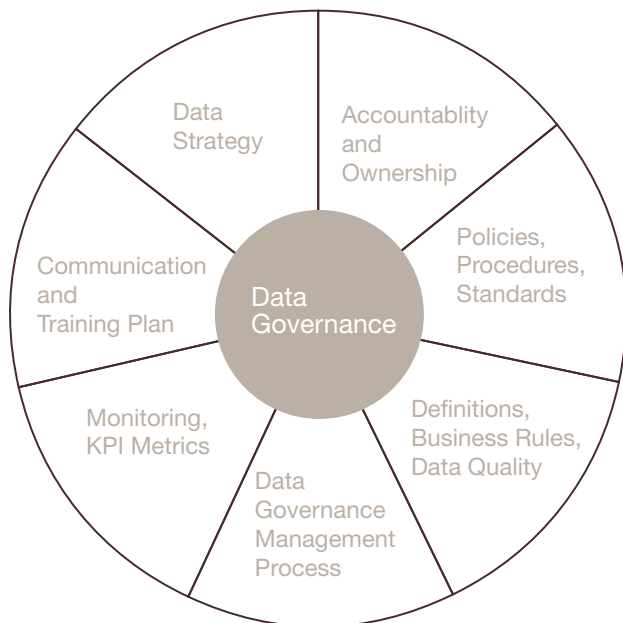 Data
Strategy
Accountablity
and
Ownership
Policies,
Procedures,
Standards
Definitions,
Business Rules,
Data Quality
Data
Governance
Management
Process
Monitoring,
KPI Metrics
Communication
and
Training Plan
Data
Governance